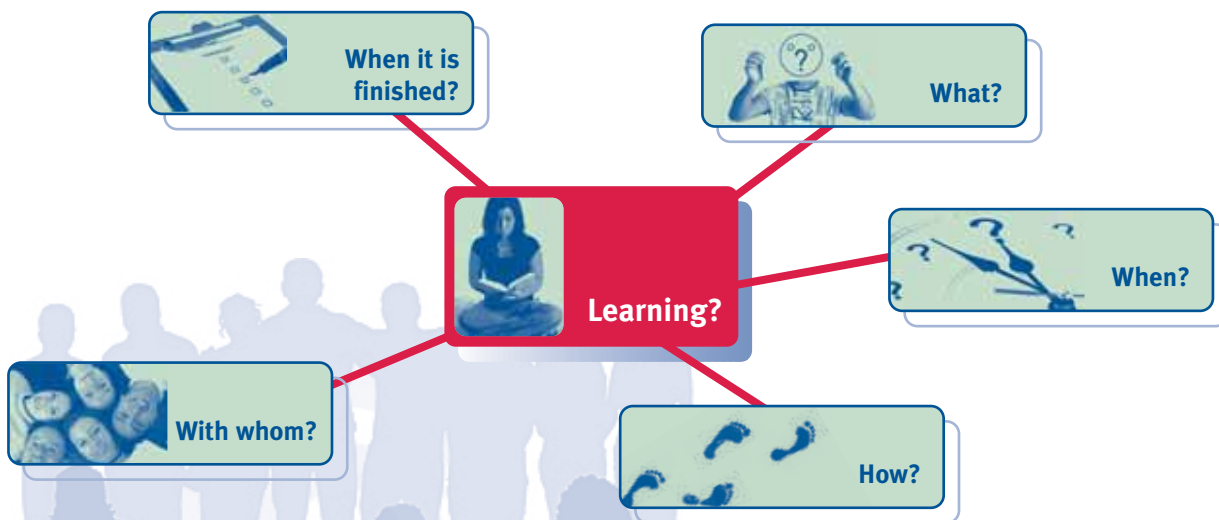 When it is
finished?
What?
Learning?
When?
With whom?
How?